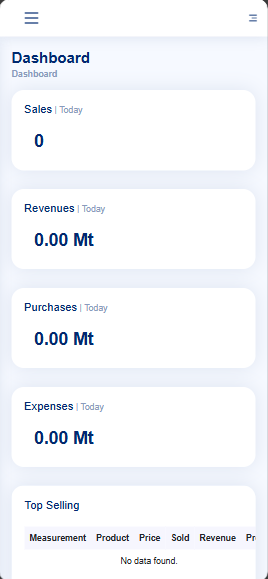 Dashboard
Dashboard
Sales | Today
0
Revenues | Today
0.00 Mt
Purchases | Today
0.00 Mt
Expenses | Today
0.00 Mt
Top Selling
Measurement Product Price Sold Revenue
No data found.